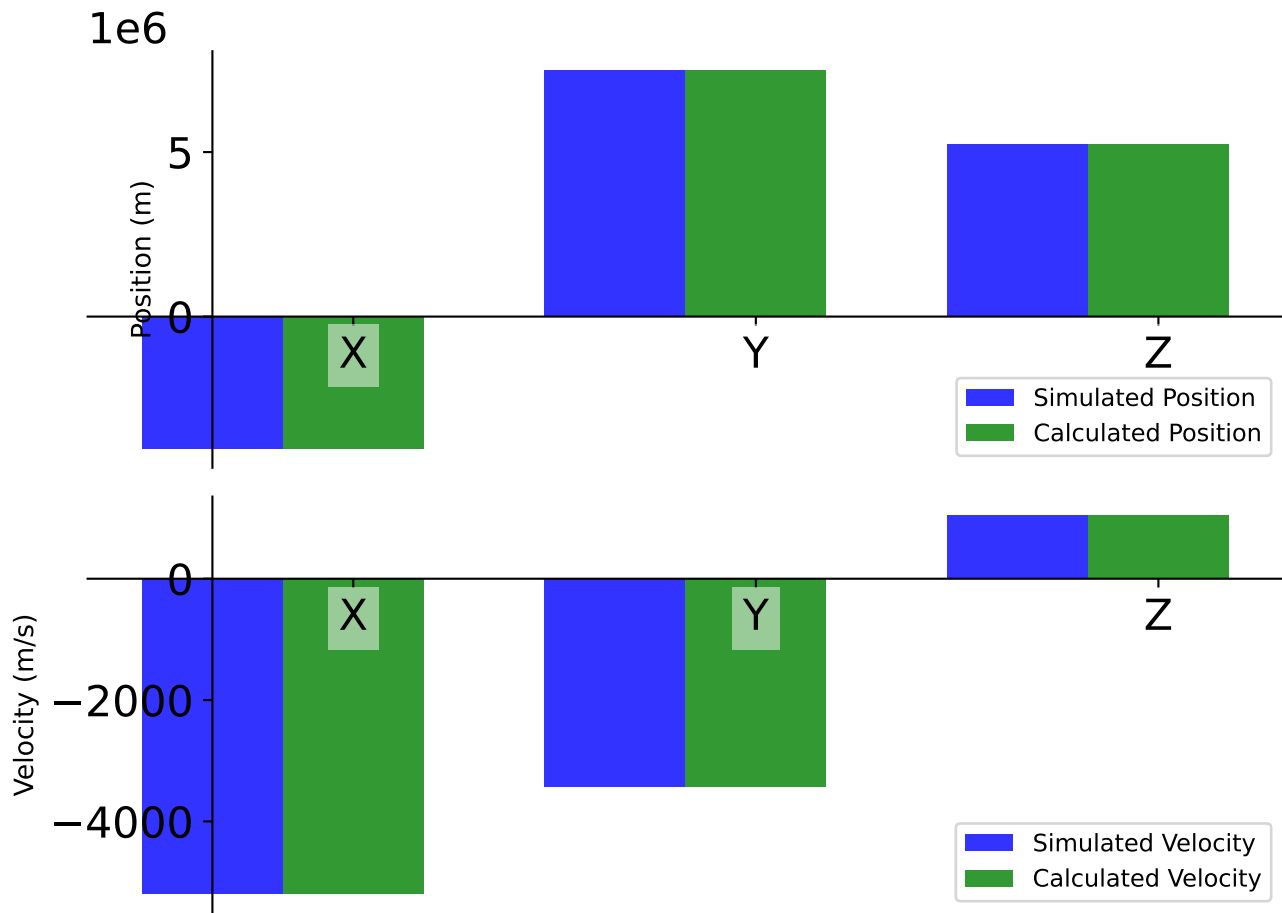 1e6
5
Position (m)
0
X
Y
Z
Simulated Position
Calculated Position
0
X
Y
Z
Velocity (m/s)
−2000
−4000
Simulated Velocity
Calculated Velocity